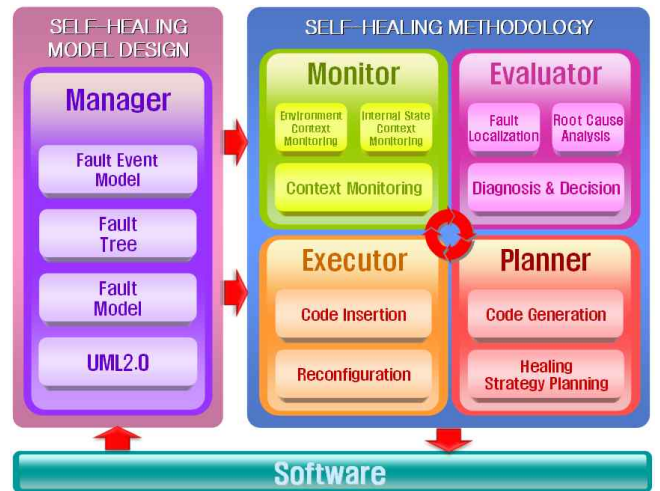 SELF-HEALING
MODEL DESIGN
Manager
Fault Event
Model
Fault
Tree
Fault
Model
UML2.0
SELF-HEALING METHODOLOGY
Monitor
Environment
Context
Monitoring
Internal State
Context
Monitoring
Context Monitoring
Evaluator
Fault
Localization
Root Cause
Analysis
Diagnosis & Decision
Executor
Code Insertion
Reconfiguration
Planner
Code Generation
Healing
Strategy Planning
Software